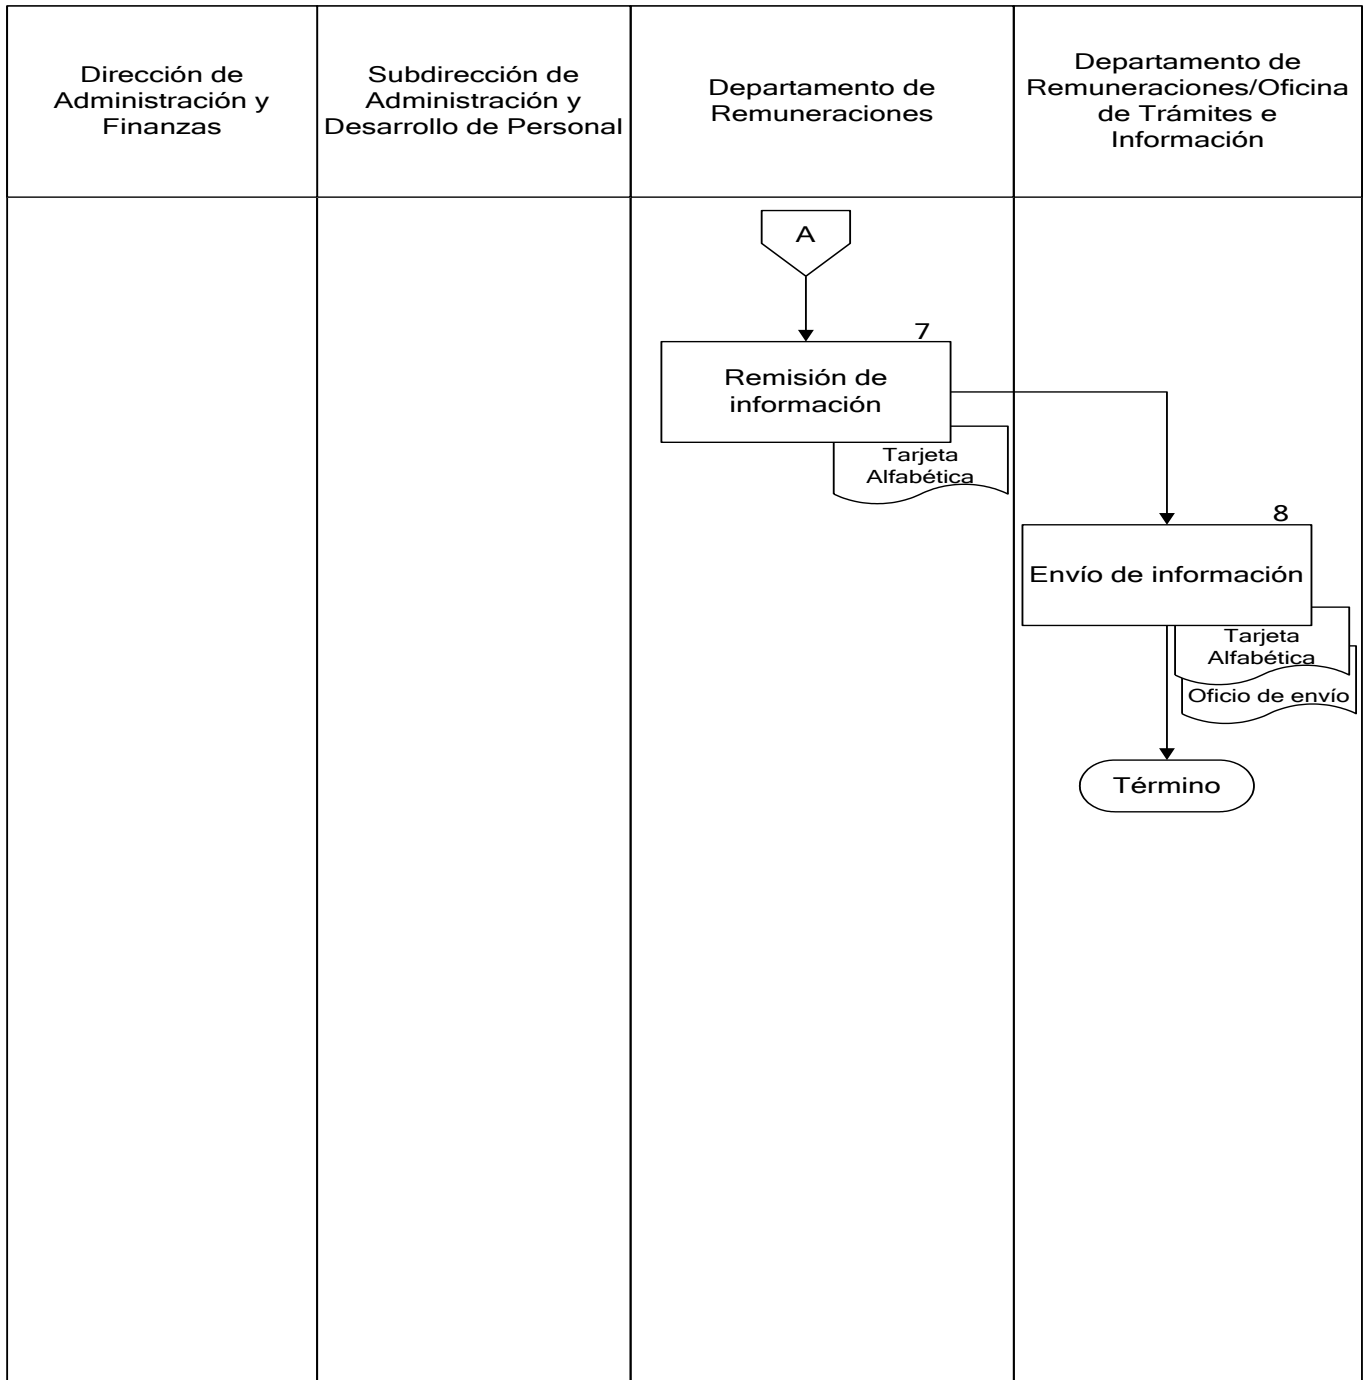 Dirección de
Administración y
Finanzas
Subdirección de
Administración y
Desarrollo de Personal
Departamento de
Remuneraciones
Departamento de
Remuneraciones/Oficina
de Trámites e
Información
A
7
Remisión de
información
Tarjeta
Alfabética
8
Envío de información
Tarjeta
Alfabética
Oficio de envío
Término